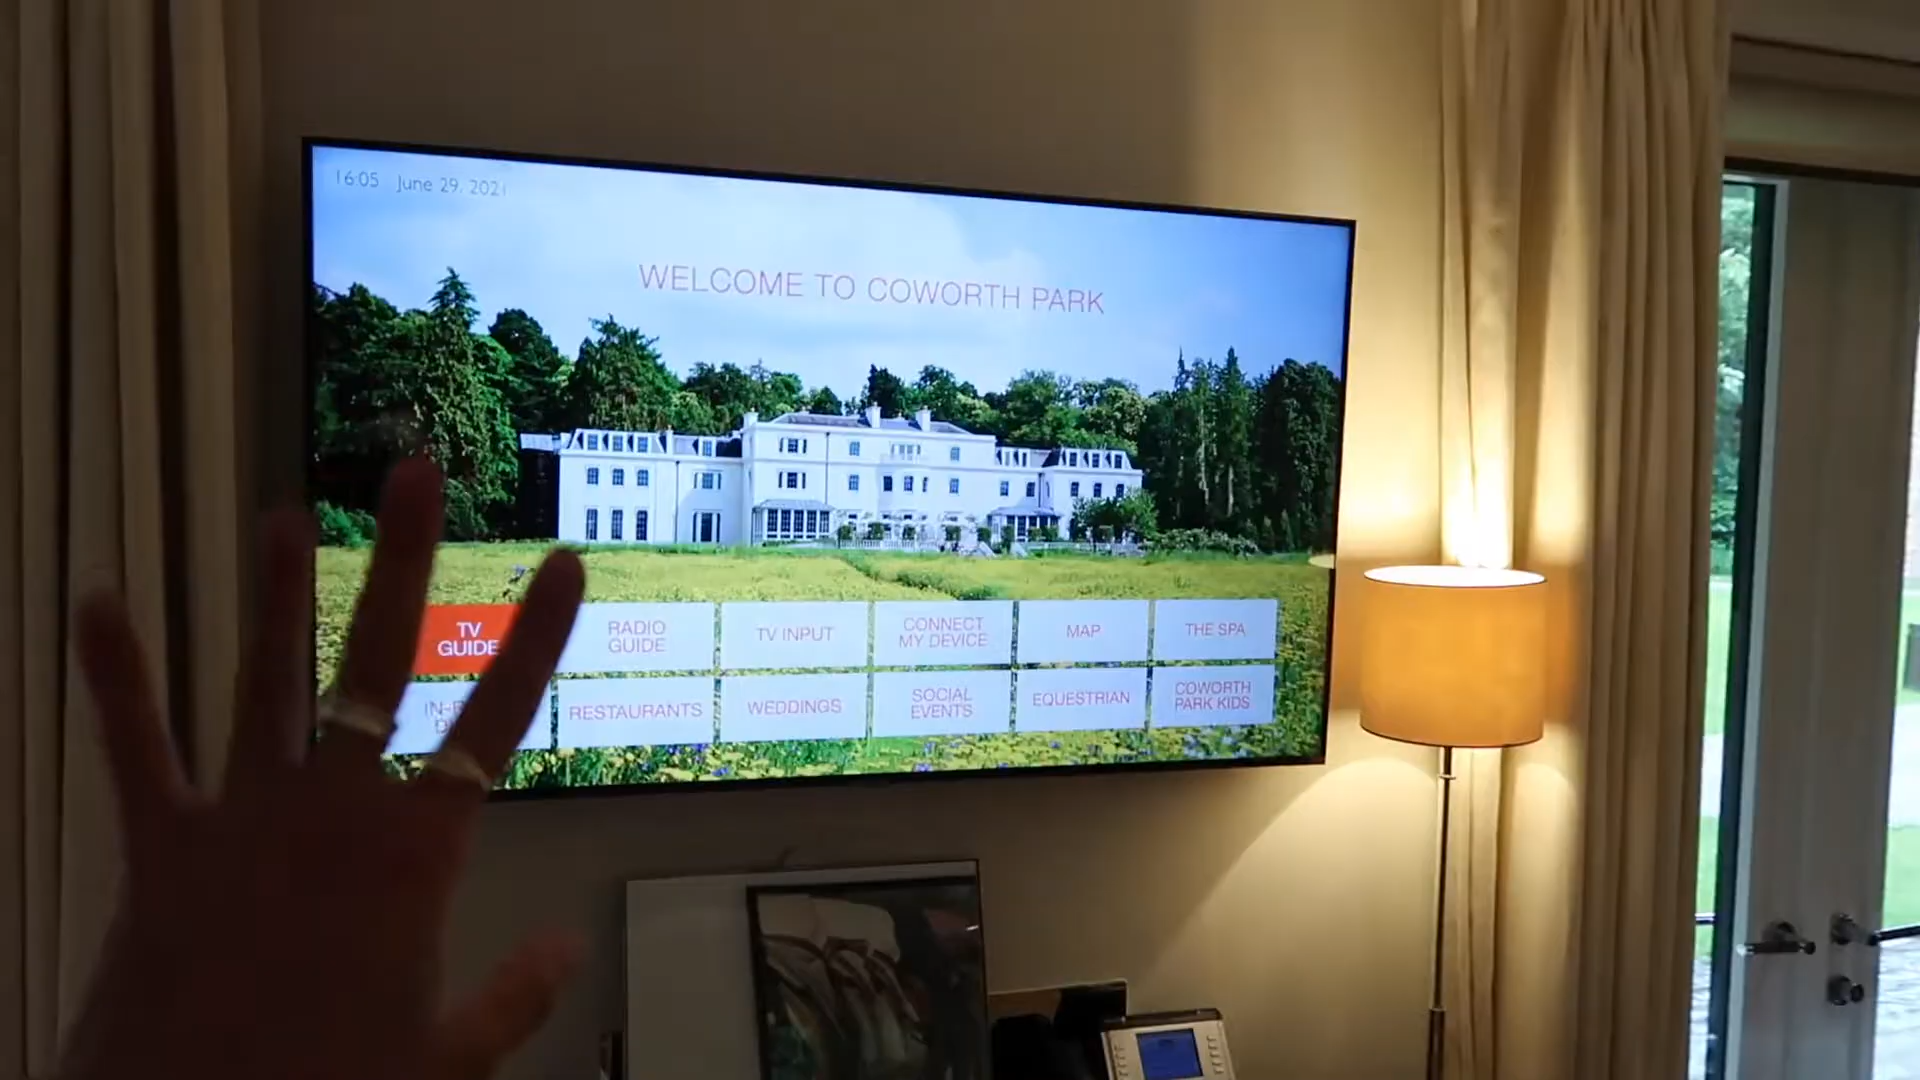 16:05 June 29, 2021
WELCOME TO COWORTH PARK
TV
GUIDE
RADIO
GUIDE
TV INPUT
CONNECT
MY DEVICE
MAP
THE SPA
RESTAURANTS
WEDDINGS
SOCIAL
EVENTS
EQUESTRIAN
COWORTH
PARK KIDS